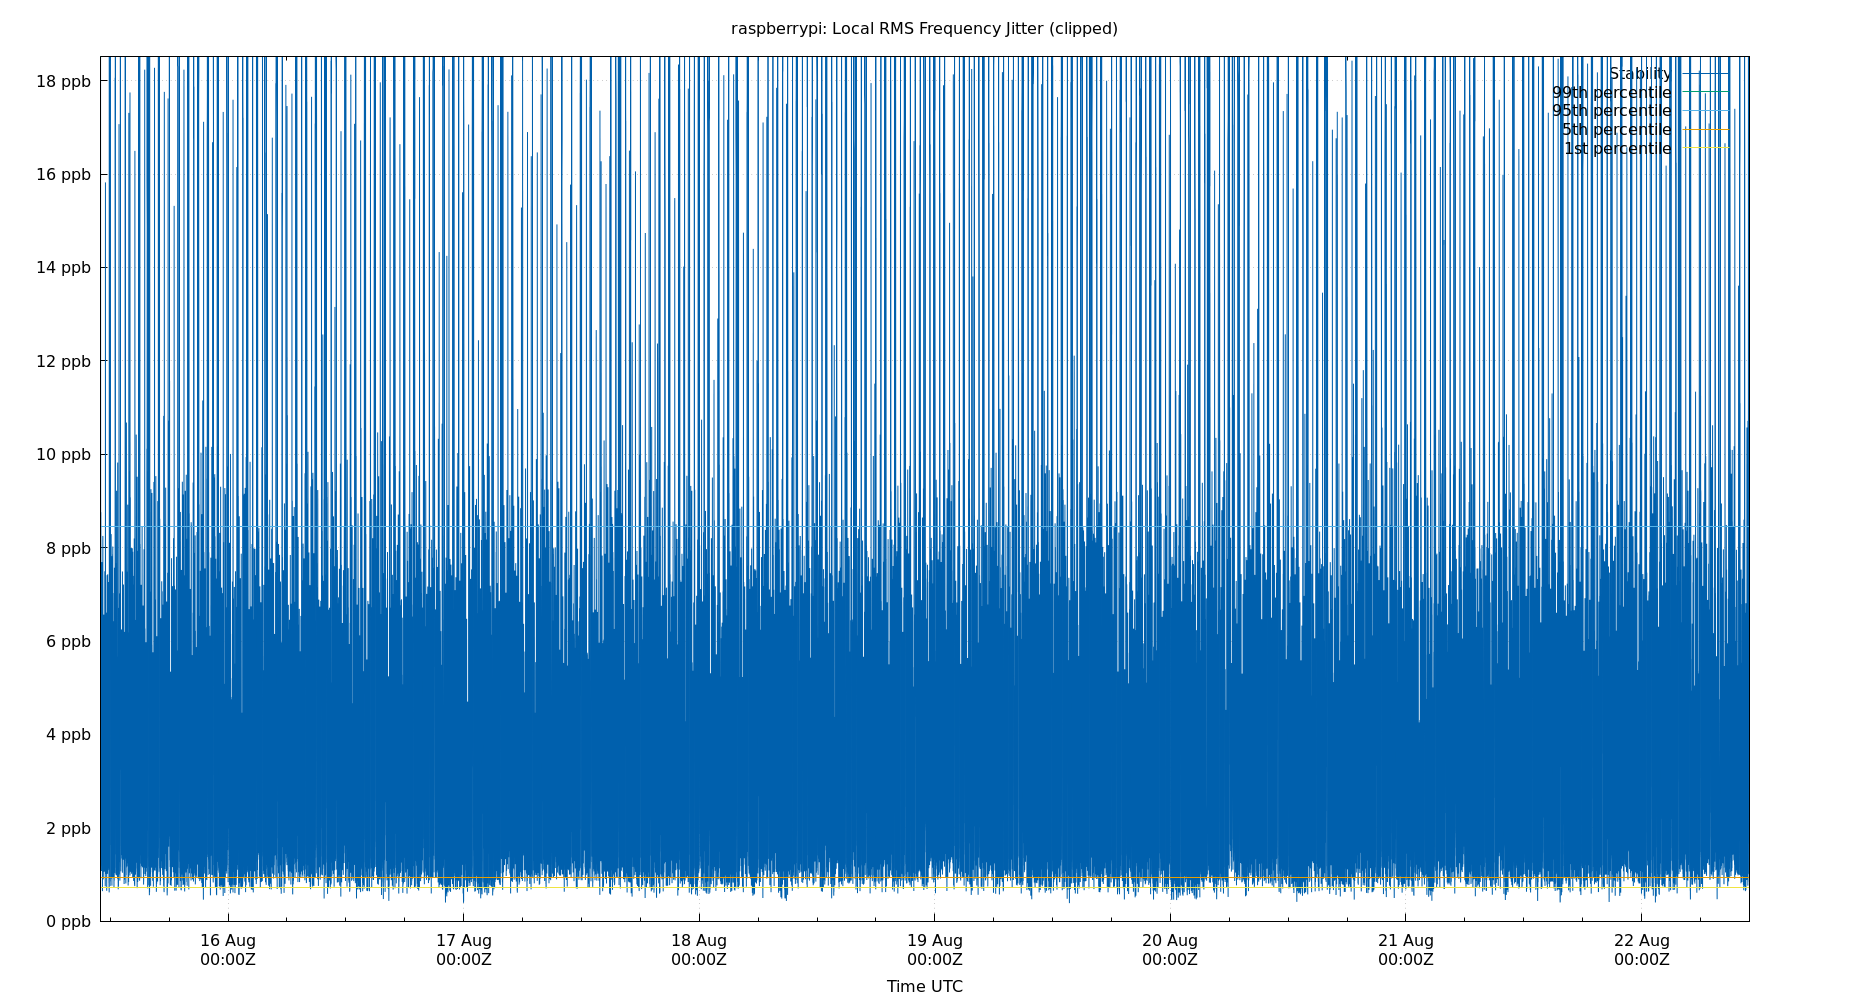 raspberrypi: Local RMS Frequency Jitter (clipped)
18 ppb
16 ppb
14 ppb
12 ppb
10 ppb
8 ppb
6 ppb
4 ppb
2 ppb
0 ppb
Stability
99th percentile
95th percentile
5th percentile
1st percentile
16 Aug 17 Aug 18 Aug 19 Aug 20 Aug 21 Aug 22 Aug
00:00Z 00:00Z 00:00Z 00:00Z 00:00Z 00:00Z 00:00Z
Time UTC